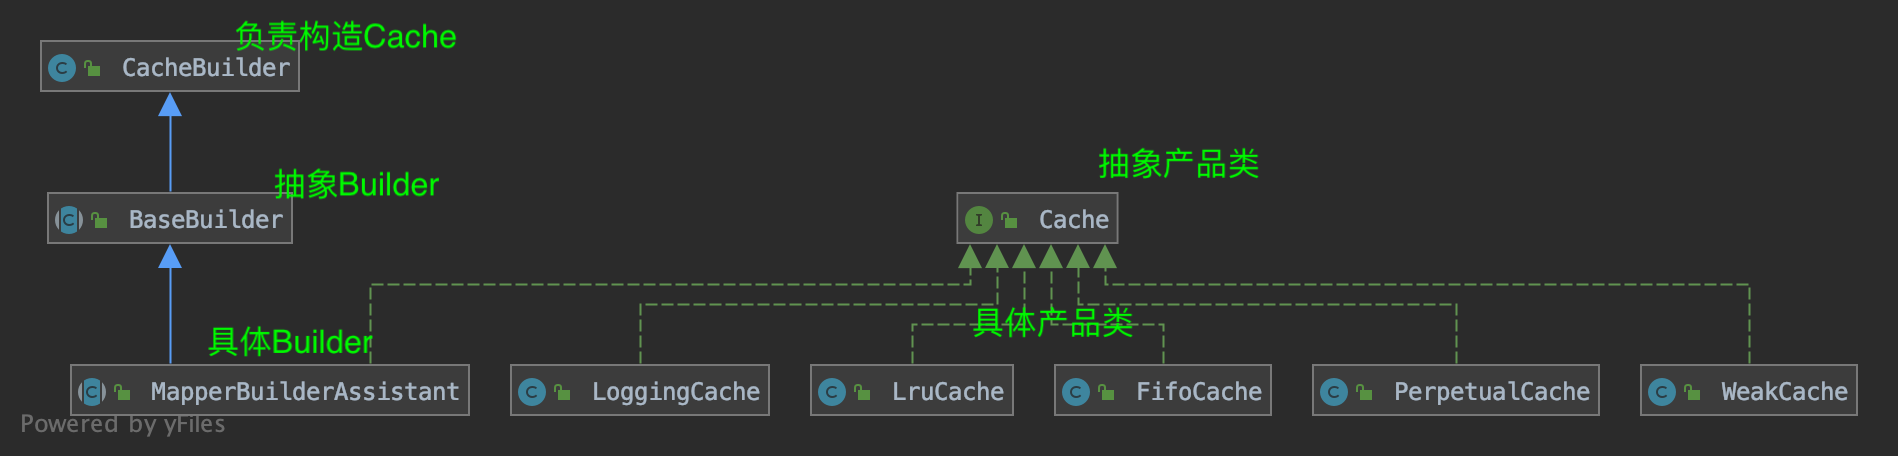 负责构造Cache
CacheBuilder
抽象Builder
BaseBuilder
抽象产品类
Cache
具体Builder
具体产品类
MapperBuilderAssistant
LoggingCache
LruCache
FifoCache
PerpetualCache
WeakCache
Powered by yFiles